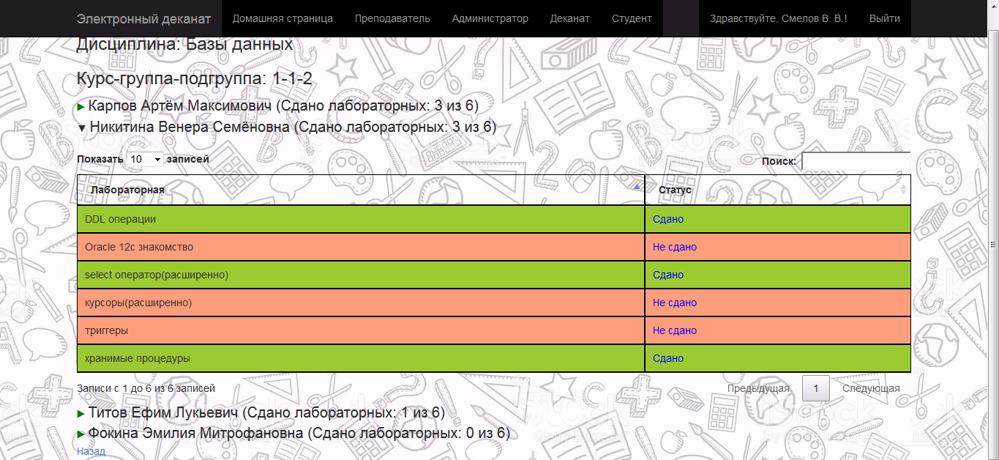 Электронный деканат Домашняя страница Преподаватель Администратор Деканат Студент Здравствуйте, Смелов В. В.! Выйти
Дисциплина: Базы данных
Курс-группа-подгруппа: 1-1-2
Карпов Артём Максимович (Сдано лабораторных: 3 из 6)
Никитина Венера Семёновна (Сдано лабораторных: 3 из 6)
Показать 10 записей Поиск:
Лабораторная Статус
DDL операции Сдано
Oracle 12c знакомство Не сдано
select оператор(расширенно) Сдано
курсоры(расширенно) Не сдано
триггеры Не сдано
хранимые процедуры Сдано
Записи с 1 до 6 из 6 записей Предыдущая 1 Следующая
Титов Ефим Лукьевич (Сдано лабораторных: 1 из 6)
Фокина Эмилия Митрофановна (Сдано лабораторных: 0 из 6)
Назад